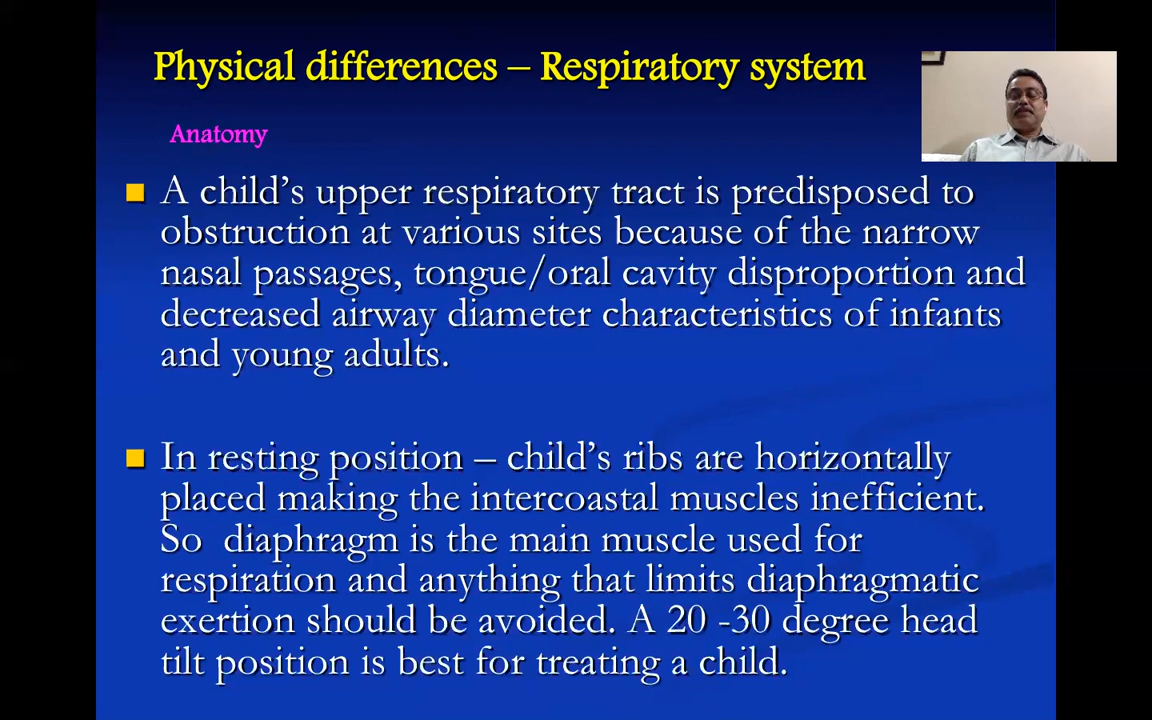 Physical differences – Respiratory system
Anatomy
A child's upper respiratory tract is predisposed to
obstruction at various sites because of the narrow
nasal passages, tongue/oral cavity disproportion and
decreased airway diameter characteristics of infants
and young adults.
In resting position – child's ribs are horizontally
placed making the intercoastal muscles inefficient.
So  diaphragm is the main muscle used for
respiration and anything that limits diaphragmatic
exertion should be avoided. A 20 -30 degree head
tilt position is best for treating a child.